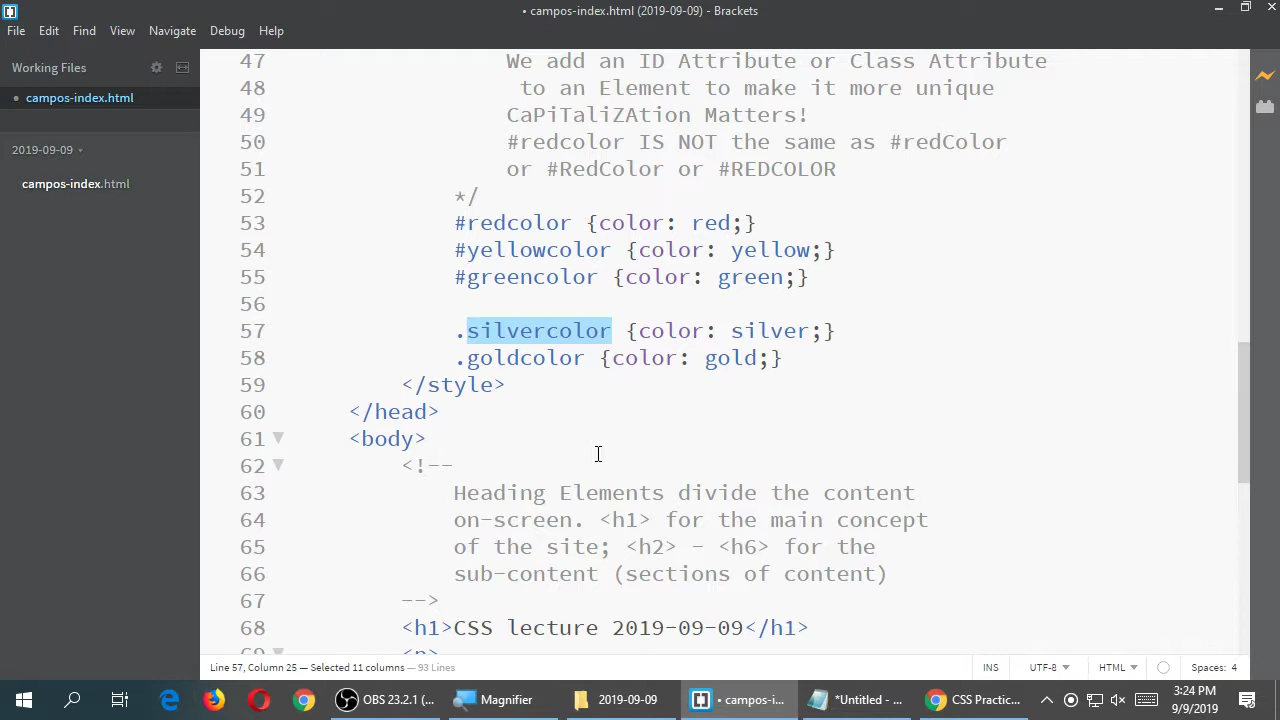 • campos-index.html (2019-09-09) - Brackets
File Edit Find View Navigate Debug Help
Working Files
• campos-index.html
2019-09-09
campos-index.html
47 We add an ID Attribute or Class Attribute
48 to an Element to make it more unique
49 CaPiTaliZAtion Matters!
50 #redcolor IS NOT the same as #redColor
51 or #RedColor or #REDCOLOR
52 */
53 #redcolor {color: red;}
54 #yellowcolor {color: yellow;}
55 #greencolor {color: green;}
56
57 .silvercolor {color: silver;}
58 .goldcolor {color: gold;}
59 </style>
60 </head>
61 <body>
62 <!--
63 Heading Elements divide the content
64 on-screen. <h1> for the main concept
65 of the site; <h2> - <h6> for the
66 sub-content (sections of content)
67 -->
68 <h1>CSS lecture 2019-09-09</h1>
69 <p>
Line 57, Column 25 — Selected 11 columns — 93 Lines
INS UTF-8 HTML Spaces: 4
OBS 23.2.1 (... Magnifier 2019-09-09 • campos-i... *Untitled - ... CSS Practic...
3:24 PM
9/9/2019